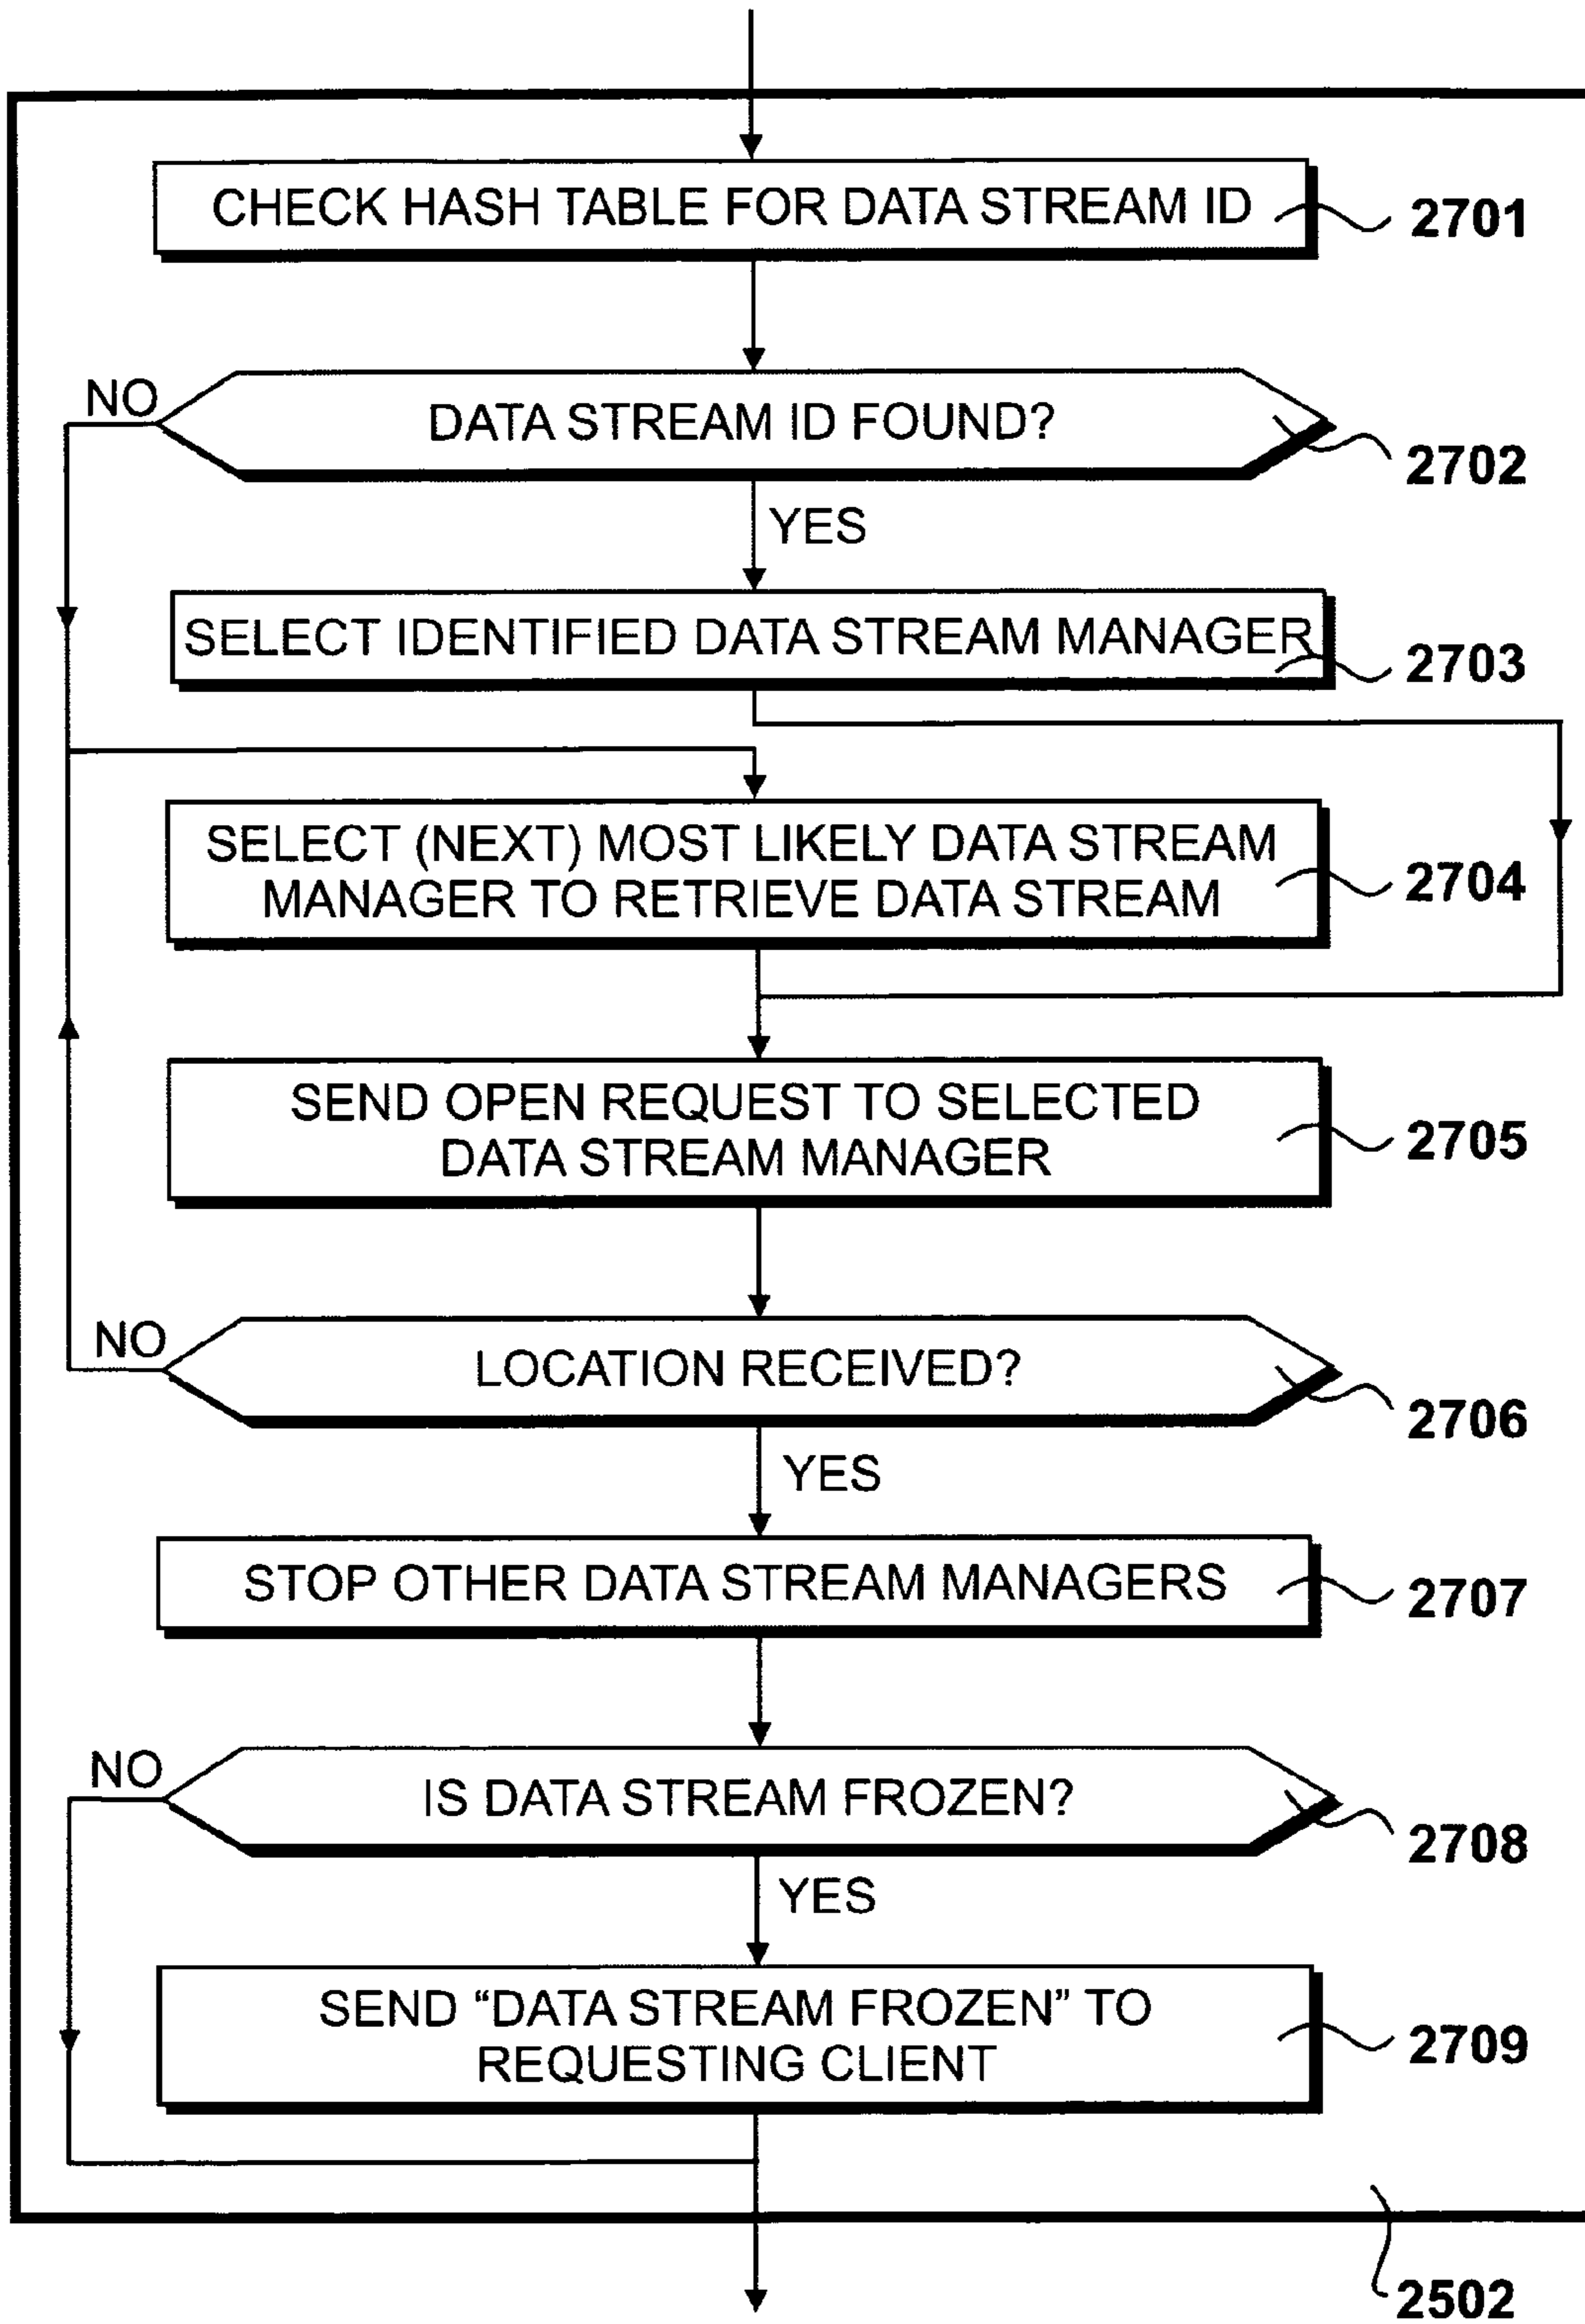 CHECK HASH TABLE FOR DATA STREAM ID
2701
NO
DATA STREAM ID FOUND?
2702
YES
SELECT IDENTIFIED DATA STREAM MANAGER
2703
SELECT (NEXT) MOST LIKELY DATA STREAM
MANAGER TO RETRIEVE DATA STREAM
2704
SEND OPEN REQUEST TO SELECTED
DATA STREAM MANAGER
2705
NO
LOCATION RECEIVED?
2706
YES
STOP OTHER DATA STREAM MANAGERS
2707
NO
IS DATA STREAM FROZEN?
2708
YES
SEND “DATA STREAM FROZEN” TO
REQUESTING CLIENT
2709
2502